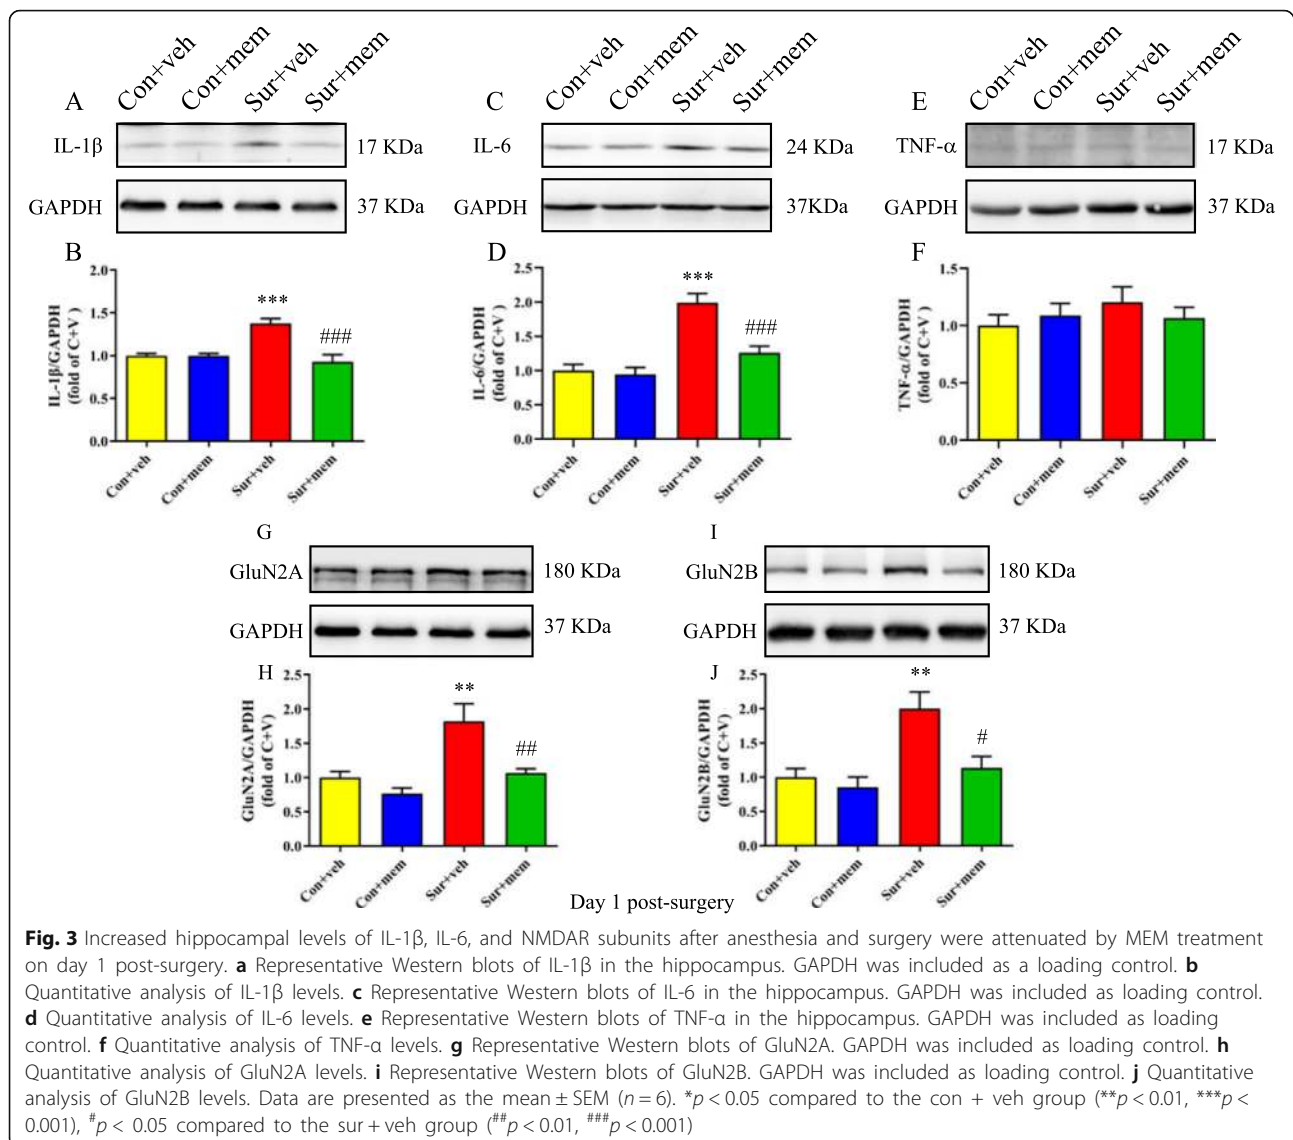 Con+veh Con+mem Sur+veh Sur+mem
A
IL-1β 17 KDa
GAPDH 37 KDa
Con+veh Con+mem Sur+veh Sur+mem
C
IL-6 24 KDa
GAPDH 37KDa
Con+veh Con+mem Sur+veh Sur+mem
E
TNF-α 17 KDa
GAPDH 37 KDa
B
IL-1β/GAPDH
(fold of C+V )
2.0
1.5
1.0
0.5
0.0
***
###
Con+veh Con+mem Sur+veh Sur+mem
D
IL-6/GAPDH
(fold of C+V )
2.5
2.0
1.5
1.0
0.5
0.0
***
###
Con+veh Con+mem Sur+veh Sur+mem
F
TNF-α/GAPDH
(fold of C+V )
1.5
1.0
0.5
0.0
Con+veh Con+mem Sur+veh Sur+mem
G
GluN2A 180 KDa
GAPDH 37 KDa
I
GluN2B 180 KDa
GAPDH 37 KDa
H
GluN2A/GAPDH
(fold of C+V)
2.5
2.0
1.5
1.0
0.5
0.0
**
##
Con+veh Con+mem Sur+veh Sur+mem
J
GluN2B/GAPDH
(fold of C+V)
2.5
2.0
1.5
1.0
0.5
0.0
**
#
Con+veh Con+mem Sur+veh Sur+mem
Day 1 post-surgery
Fig. 3 Increased hippocampal levels of IL-1β, IL-6, and NMDAR subunits after anesthesia and surgery were attenuated by MEM treatment
on day 1 post-surgery. a Representative Western blots of IL-1β in the hippocampus. GAPDH was included as a loading control. b
Quantitative analysis of IL-1β levels. c Representative Western blots of IL-6 in the hippocampus. GAPDH was included as loading control.
d Quantitative analysis of IL-6 levels. e Representative Western blots of TNF-α in the hippocampus. GAPDH was included as loading
control. f Quantitative analysis of TNF-α levels. g Representative Western blots of GluN2A. GAPDH was included as loading control. h
Quantitative analysis of GluN2A levels. i Representative Western blots of GluN2B. GAPDH was included as loading control. j Quantitative
analysis of GluN2B levels. Data are presented as the mean ± SEM (n = 6). *p < 0.05 compared to the con + veh group (**p < 0.01, ***p <
0.001), #p < 0.05 compared to the sur + veh group (##p < 0.01, ###p < 0.001)